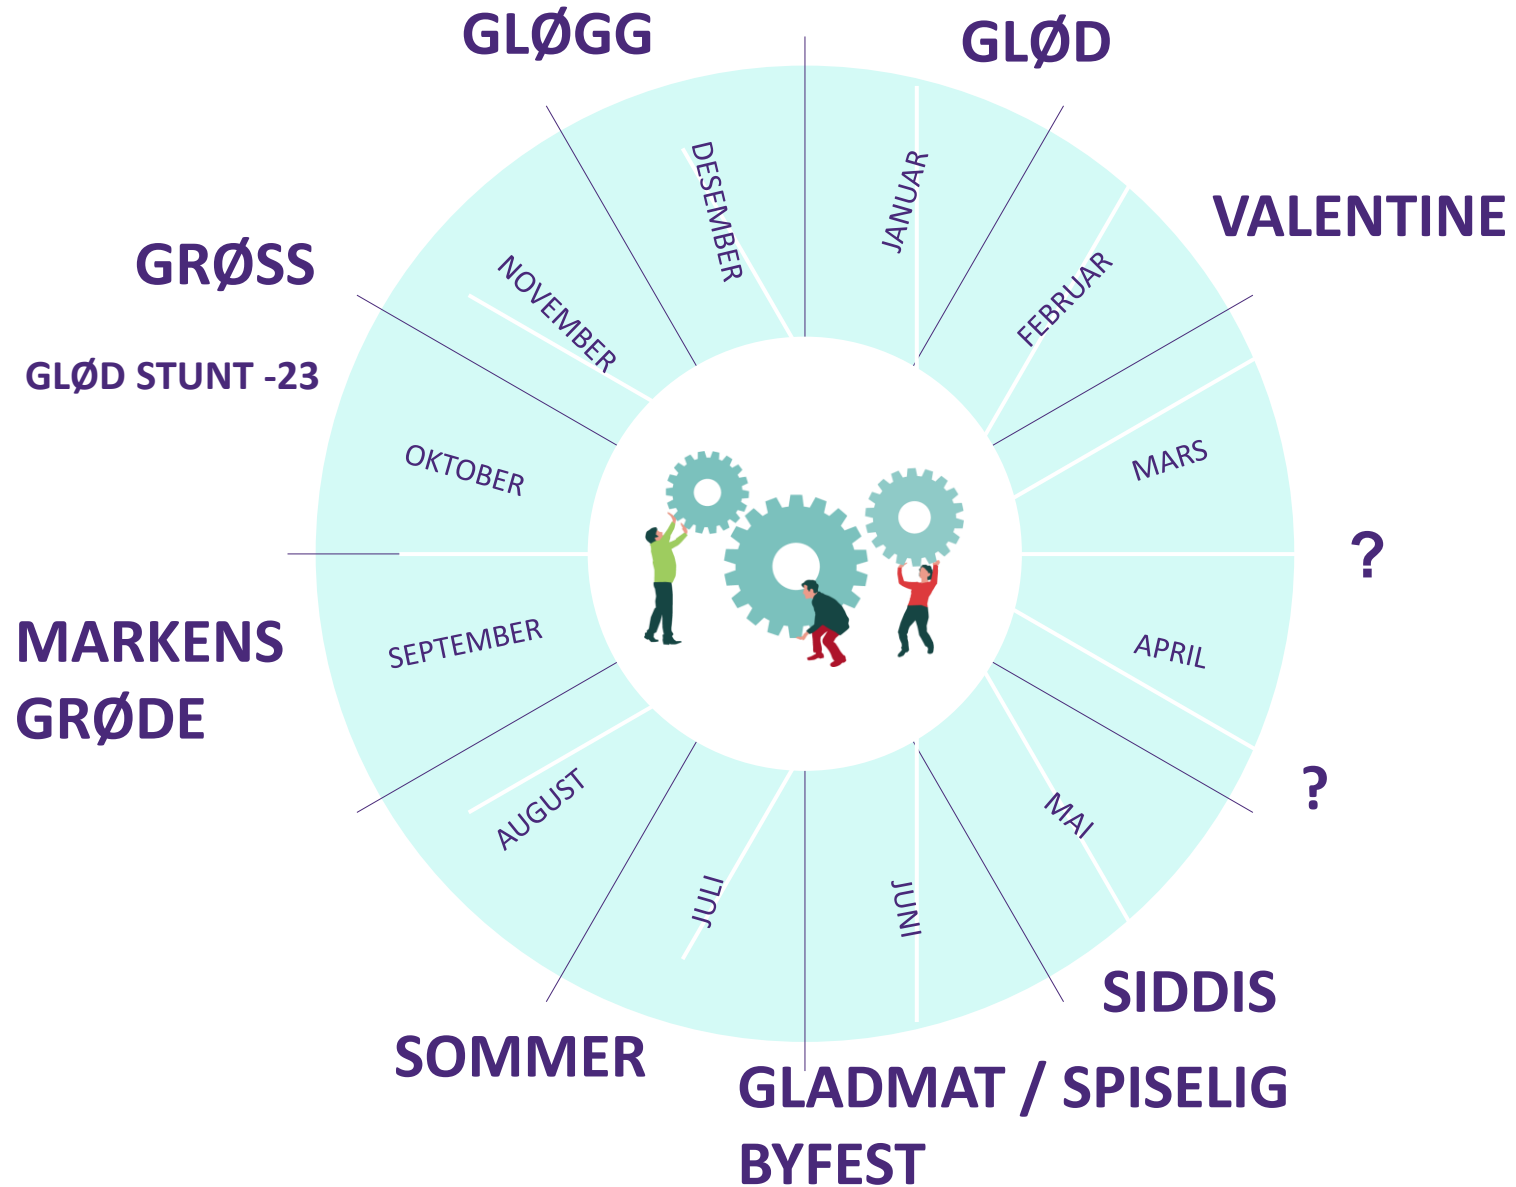 GLØGG
GLØD
DESEMBER
JANUAR
VALENTINE
GRØSS
NOVEMBER
FEBRUAR
GLØD STUNT -23
OKTOBER
MARS
?
MARKENS
GRØDE
SEPTEMBER
APRIL
?
AUGUST
MAI
JULI
JUNI
SIDDIS
SOMMER
GLADMAT / SPISELIG
BYFEST